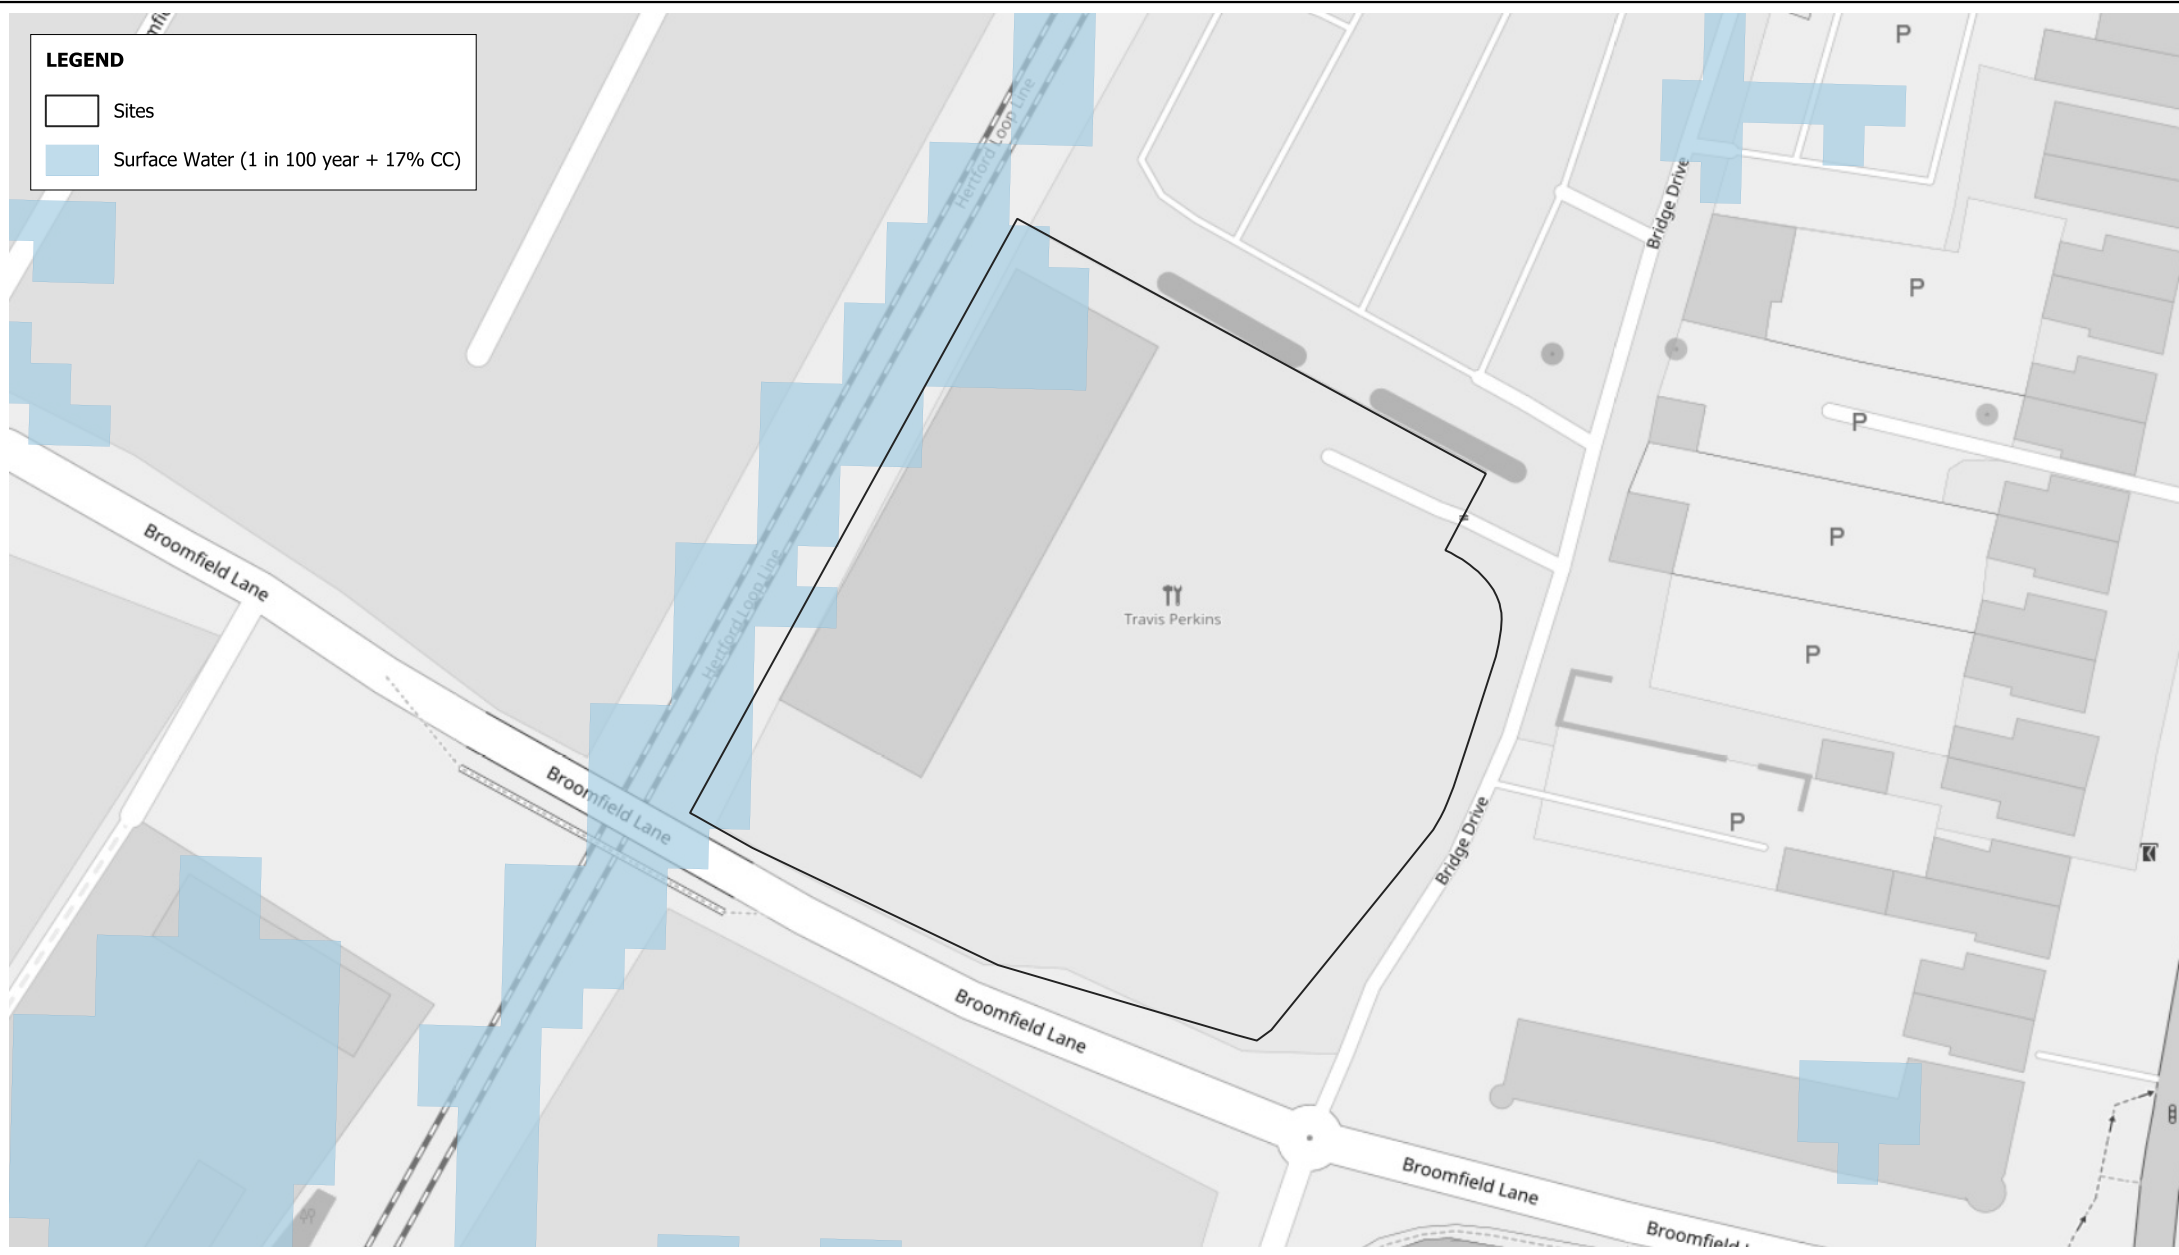 LEGEND
Sites
Surface Water (1 in 100 year + 17% CC)
Hertford Loop Line
P
Bridge Drive
P
P
Broomfield Lane
P
Hertford Loop Line
Travis Perkins
P
Broomfield Lane
P
Bridge Drive
Broomfield Lane
Broomfield Lane